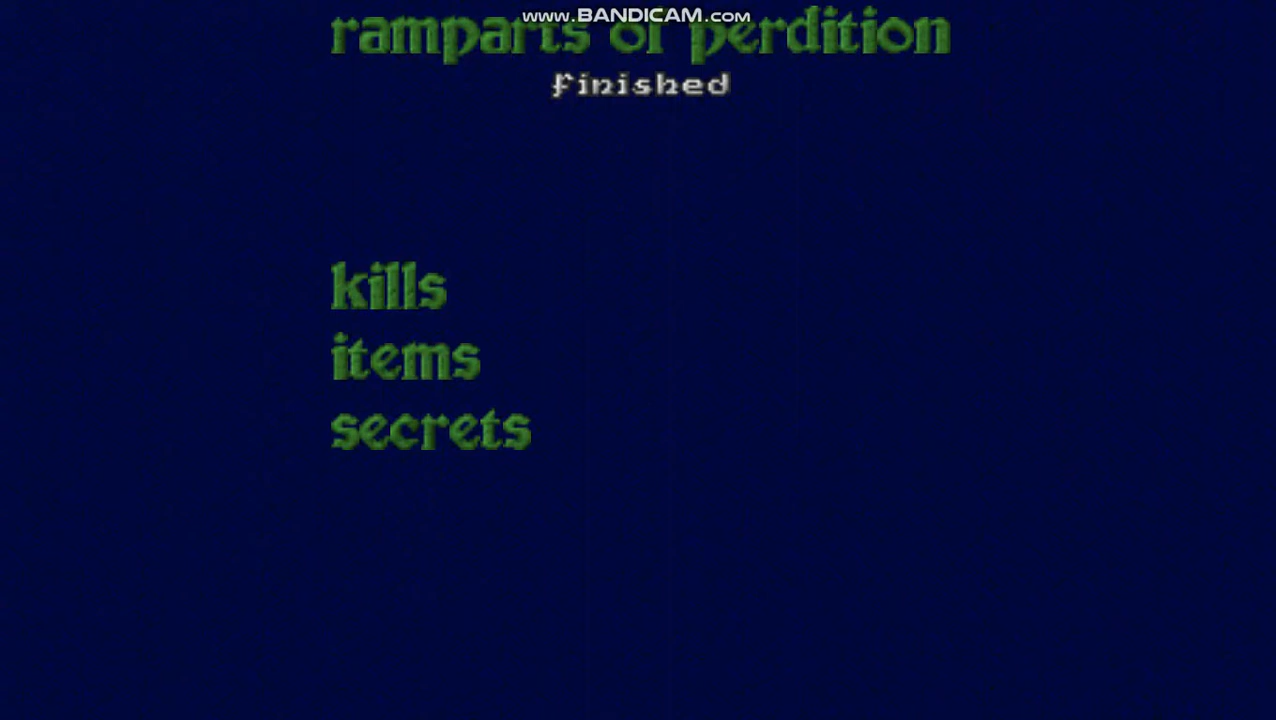 www.BANDICAM.com
ramparts of perdition
finished
kills
items
secrets